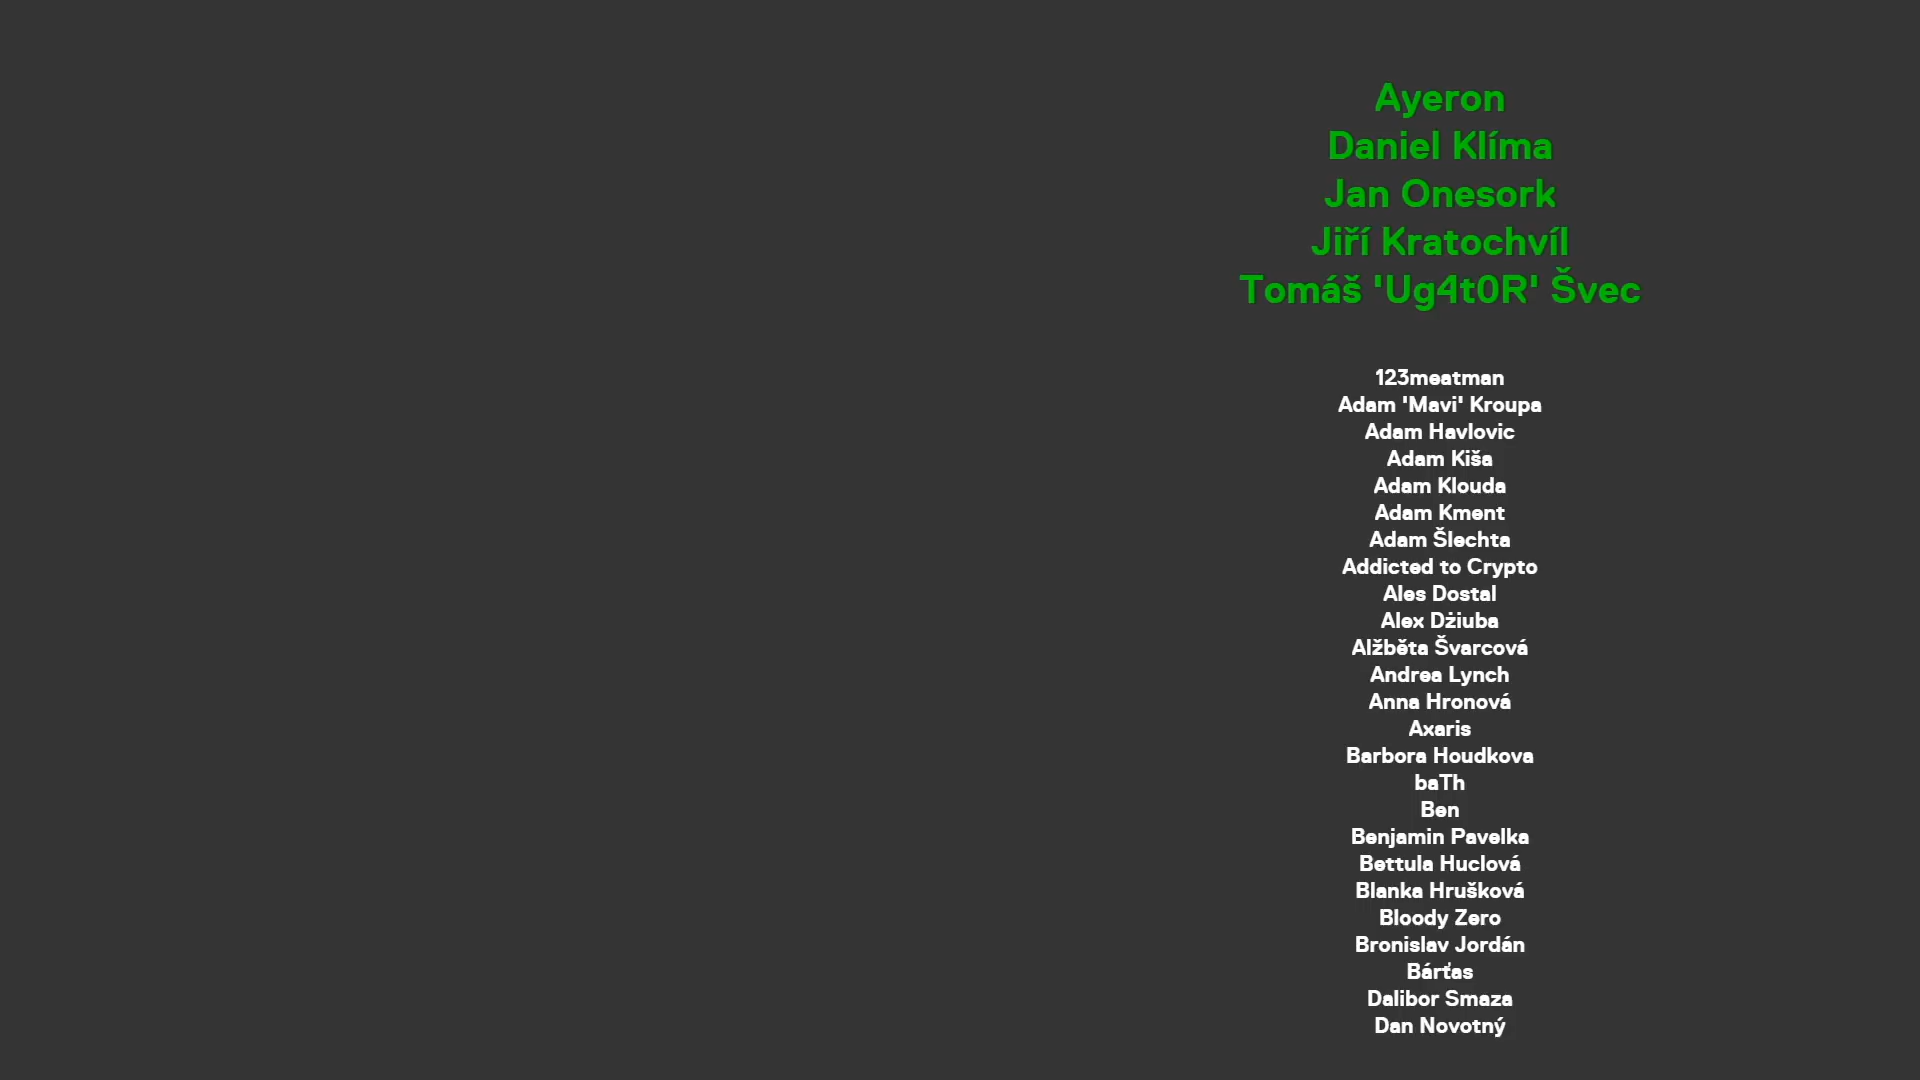 Ayeron
Daniel Klíma
Jan Onesork
Jiří Kratochvíl
Tomáš 'Ug4t0R' Švec
123meatman
Adam 'Mavi' Kroupa
Adam Havlovic
Adam Kiša
Adam Klouda
Adam Kment
Adam Šlechta
Addicted to Crypto
Ales Dostal
Alex Dżiuba
Alžběta Švarcová
Andrea Lynch
Anna Hronová
Axaris
Barbora Houdkova
baTh
Ben
Benjamin Pavelka
Bettula Huclová
Blanka Hrušková
Bloody Zero
Bronislav Jordán
Bárťas
Dalibor Smaza
Dan Novotný